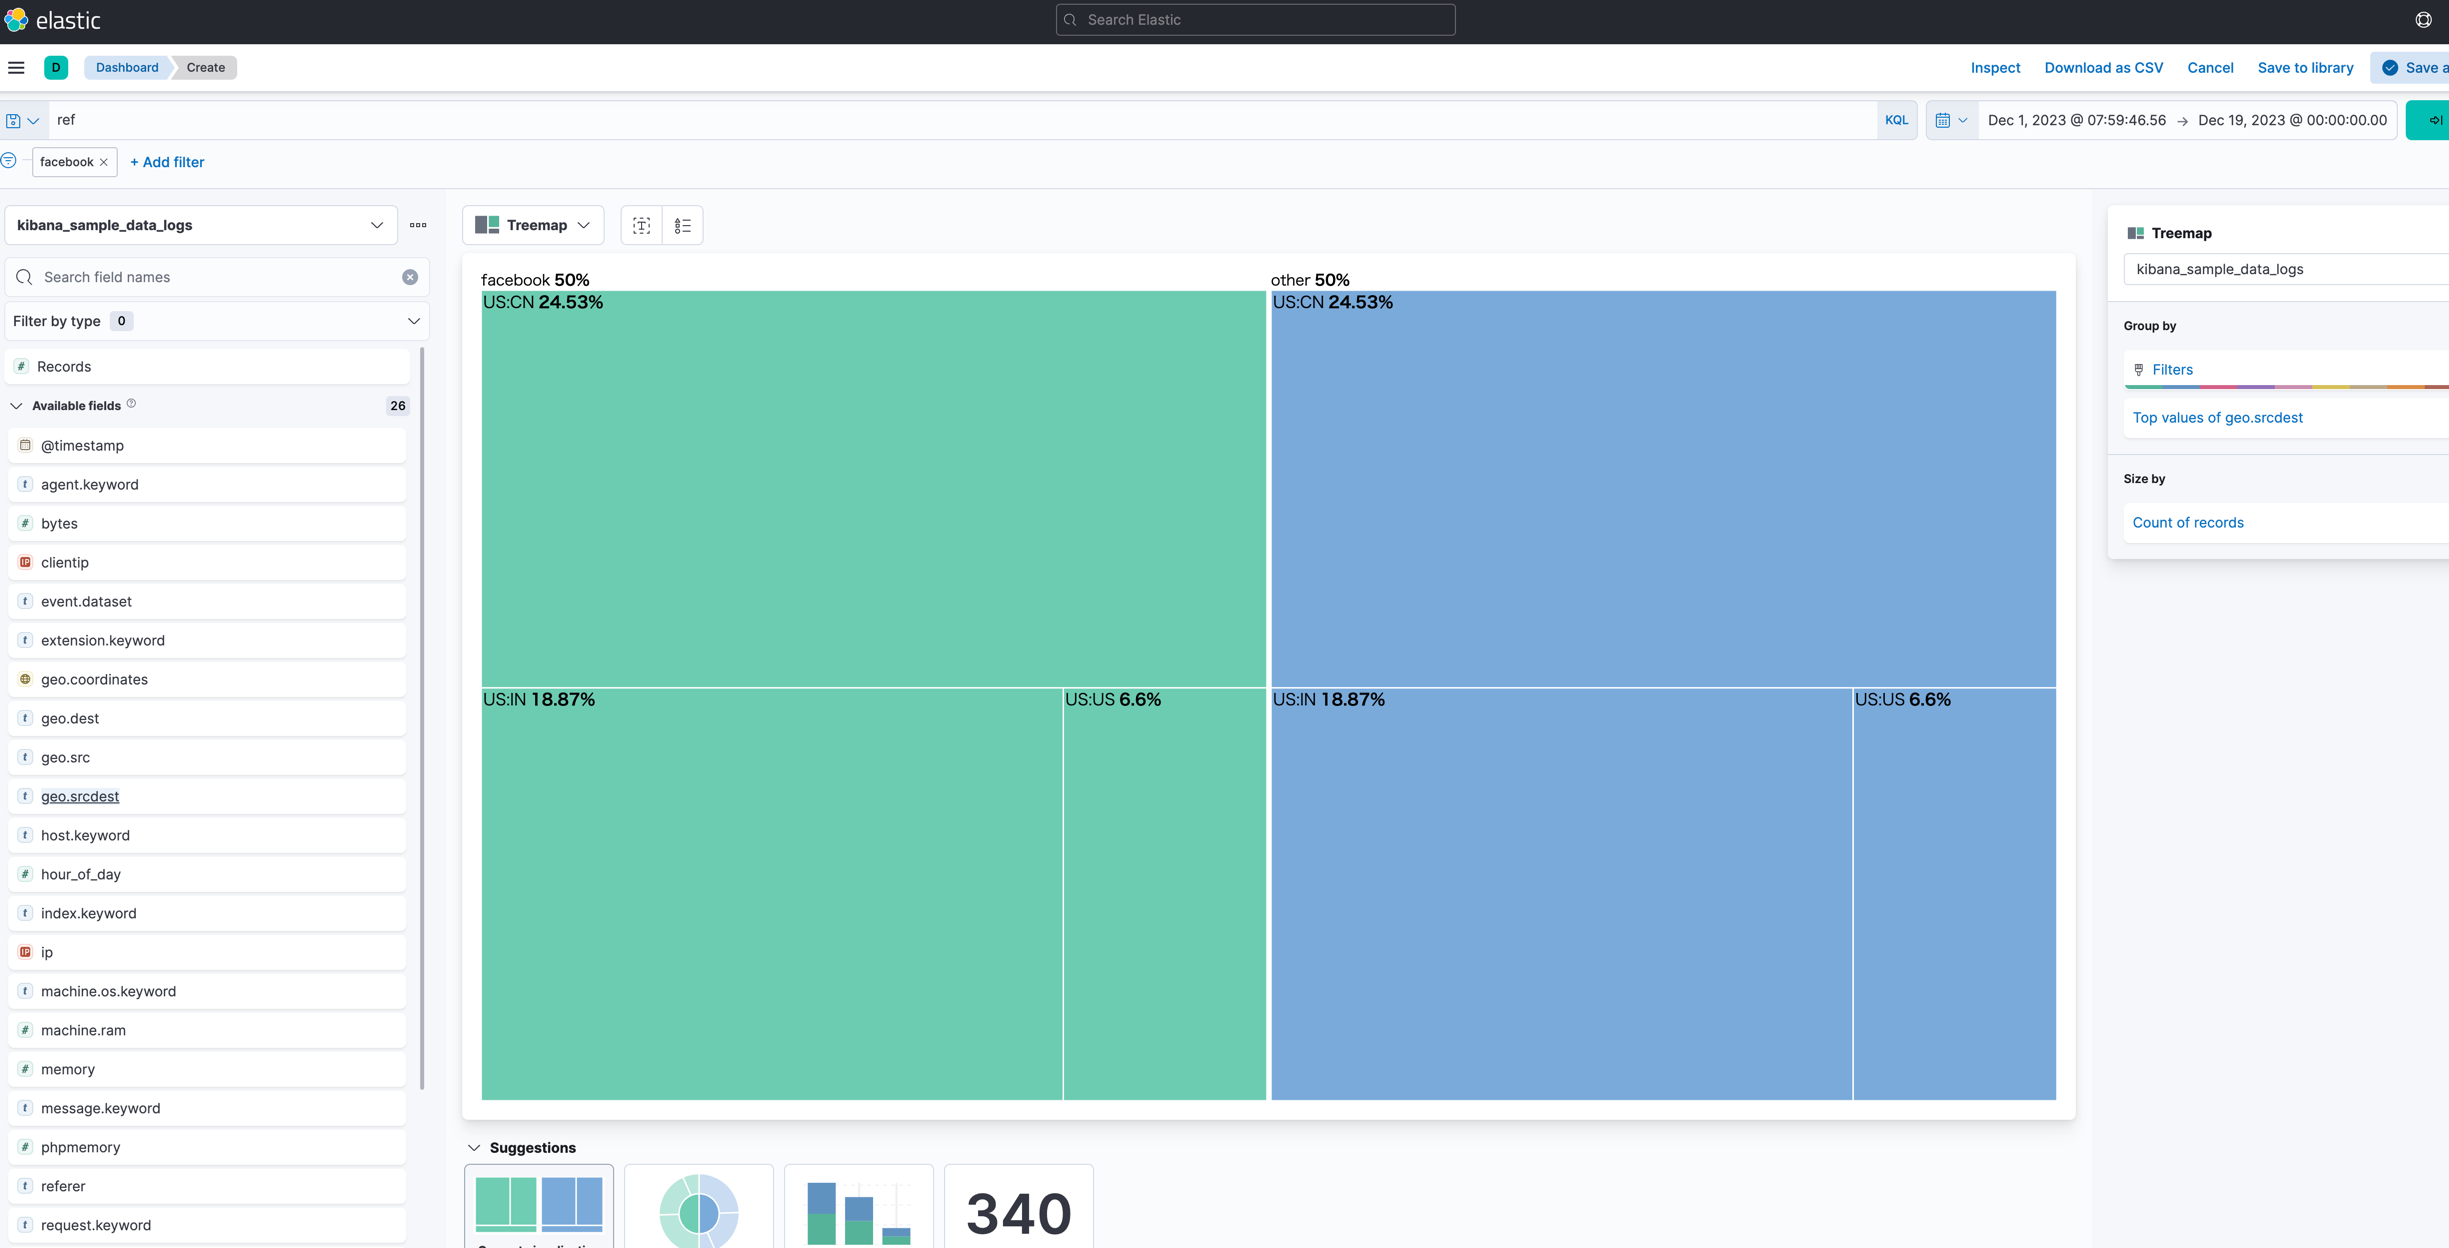 elastic
Search Elastic
D
Dashboard
Create
Inspect
Download as CSV
Cancel
Save to library
Save a
ref
KQL
Dec 1, 2023 @ 07:59:46.56 → Dec 19, 2023 @ 00:00:00.00
facebook ×
+ Add filter
kibana_sample_data_logs
Search field names
Filter by type 0
# Records
Available fields 26
@timestamp
t agent.keyword
# bytes
IP clientip
t event.dataset
t extension.keyword
geo.coordinates
t geo.dest
t geo.src
t geo.srcdest
t host.keyword
# hour_of_day
t index.keyword
IP ip
t machine.os.keyword
# machine.ram
# memory
t message.keyword
# phpmemory
t referer
t request.keyword
Treemap
facebook 50%
US:CN 24.53%
US:IN 18.87%
US:US 6.6%
other 50%
US:CN 24.53%
US:IN 18.87%
US:US 6.6%
Suggestions
340
Treemap
kibana_sample_data_logs
Group by
Filters
Top values of geo.srcdest
Size by
Count of records